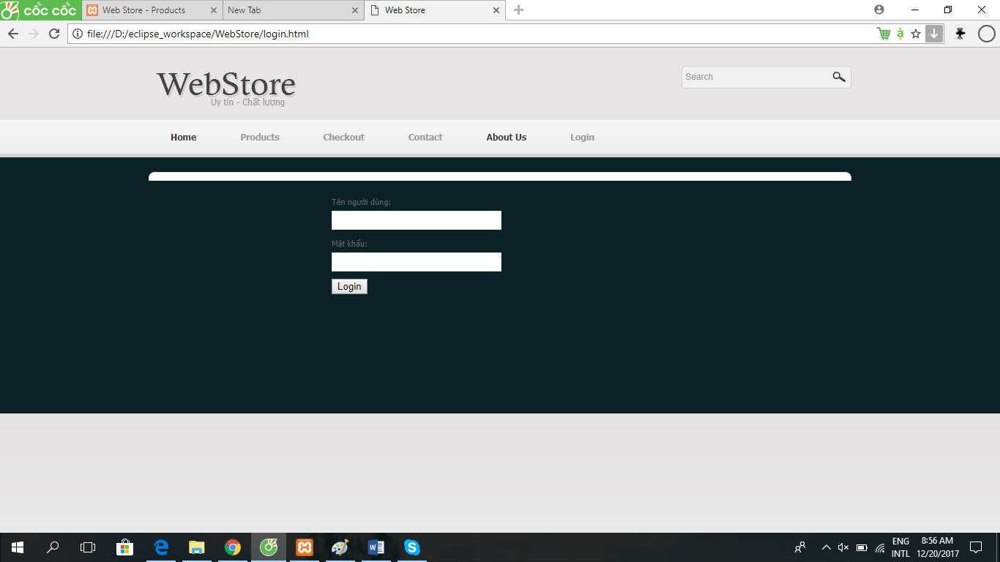 cốc cốc
Web Store - Products
New Tab
Web Store
file:///D:/eclipse_workspace/WebStore/login.html
ạ
WebStore
Uy tín - Chất lượng
Search
Home Products Checkout Contact About Us Login
Tên người dùng:
Mật khẩu:
Login
ENG 8:56 AM
INTL 12/20/2017